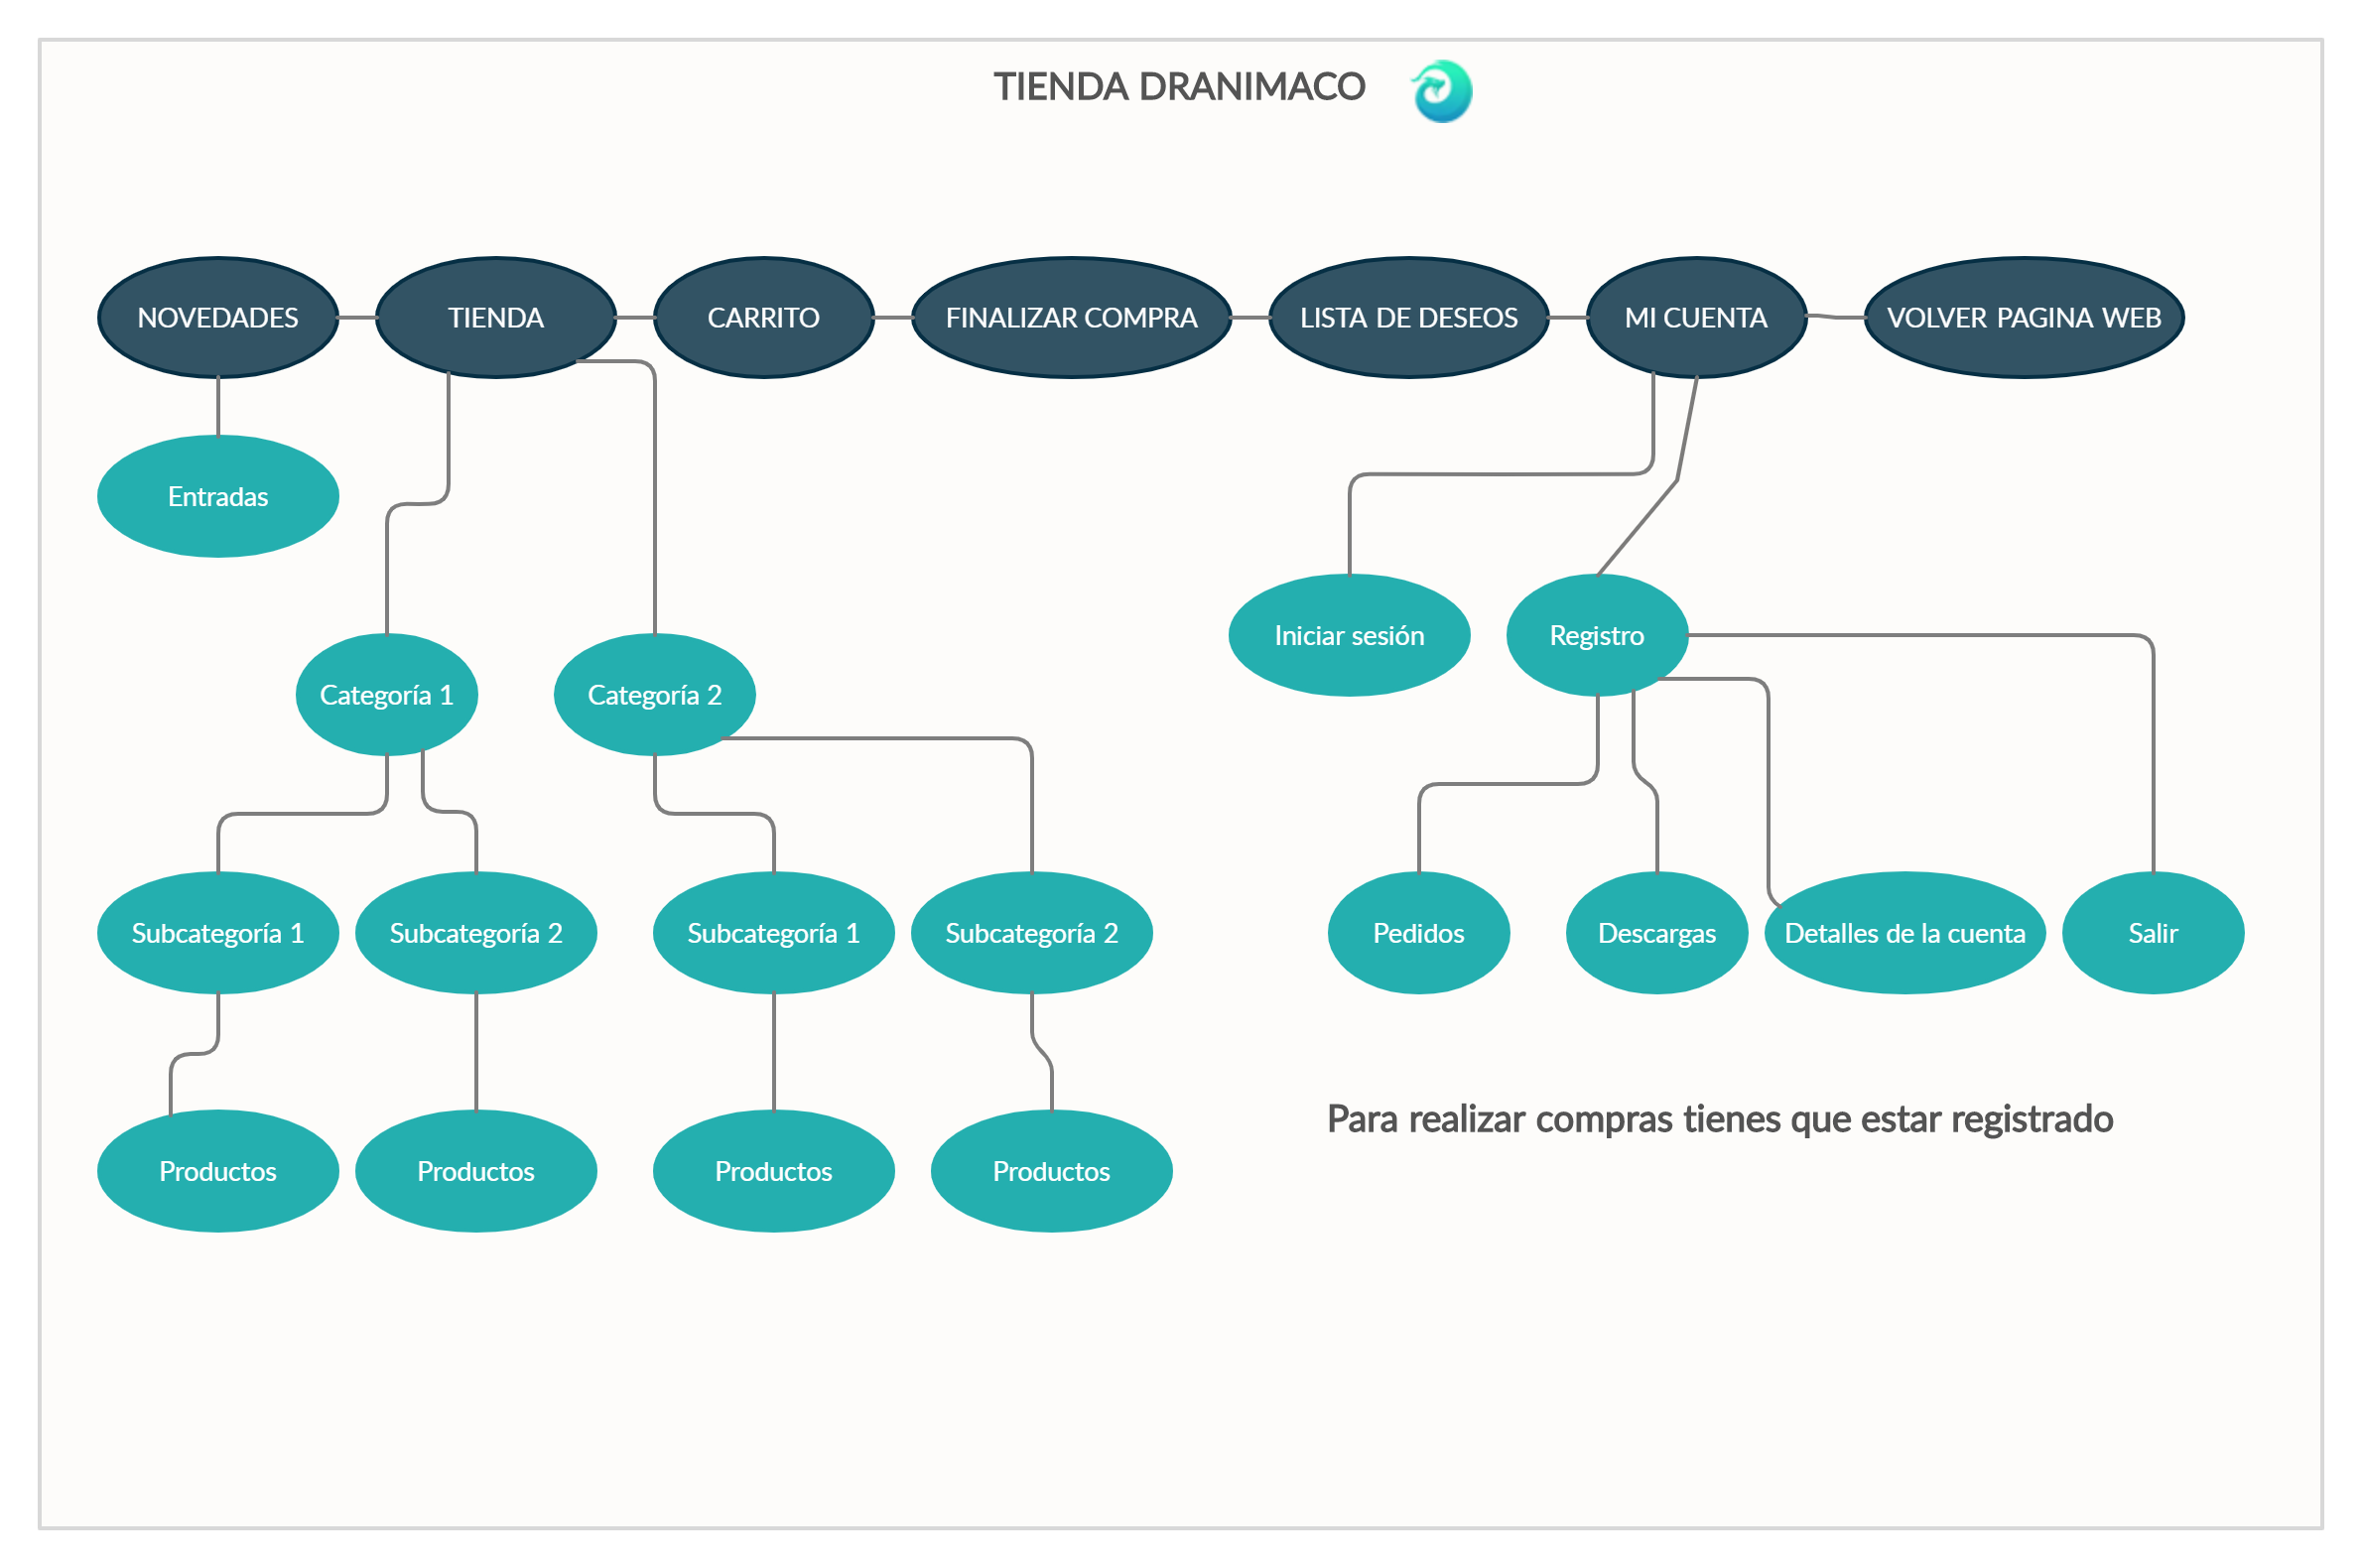 TIENDA DRANIMACO
NOVEDADES
TIENDA
CARRITO
FINALIZAR COMPRA
LISTA DE DESEOS
MI CUENTA
VOLVER PAGINA WEB
Entradas
Iniciar sesión
Registro
Categoría 1
Categoría 2
Subcategoría 1
Subcategoría 2
Subcategoría 1
Subcategoría 2
Pedidos
Descargas
Detalles de la cuenta
Salir
Para realizar compras tienes que estar registrado
Productos
Productos
Productos
Productos